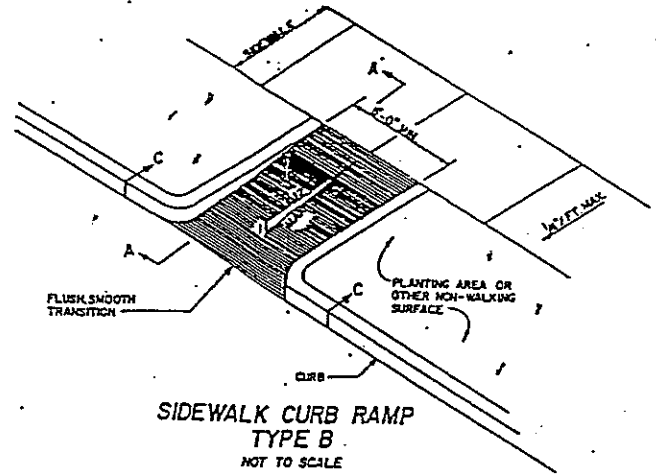 SIDEWALK
A
6'-0" MIN
C
1/4"/FT. MAX
A
C
PLANTING AREA OR
OTHER NON-WALKING
SURFACE
FLUSH, SMOOTH
TRANSITION
CURB
SIDEWALK CURB RAMP
TYPE B
NOT TO SCALE